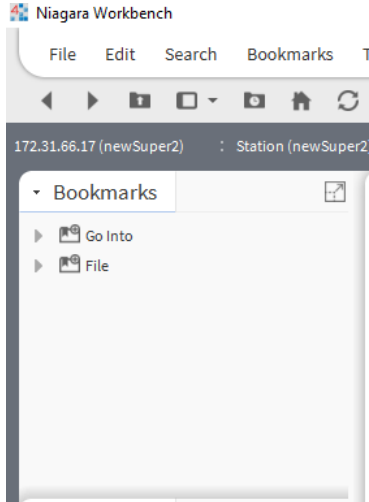 Niagara Workbench
File Edit Search Bookmarks
172.31.66.17 (newSuper2) : Station (newSuper2)
Bookmarks
Go Into
File